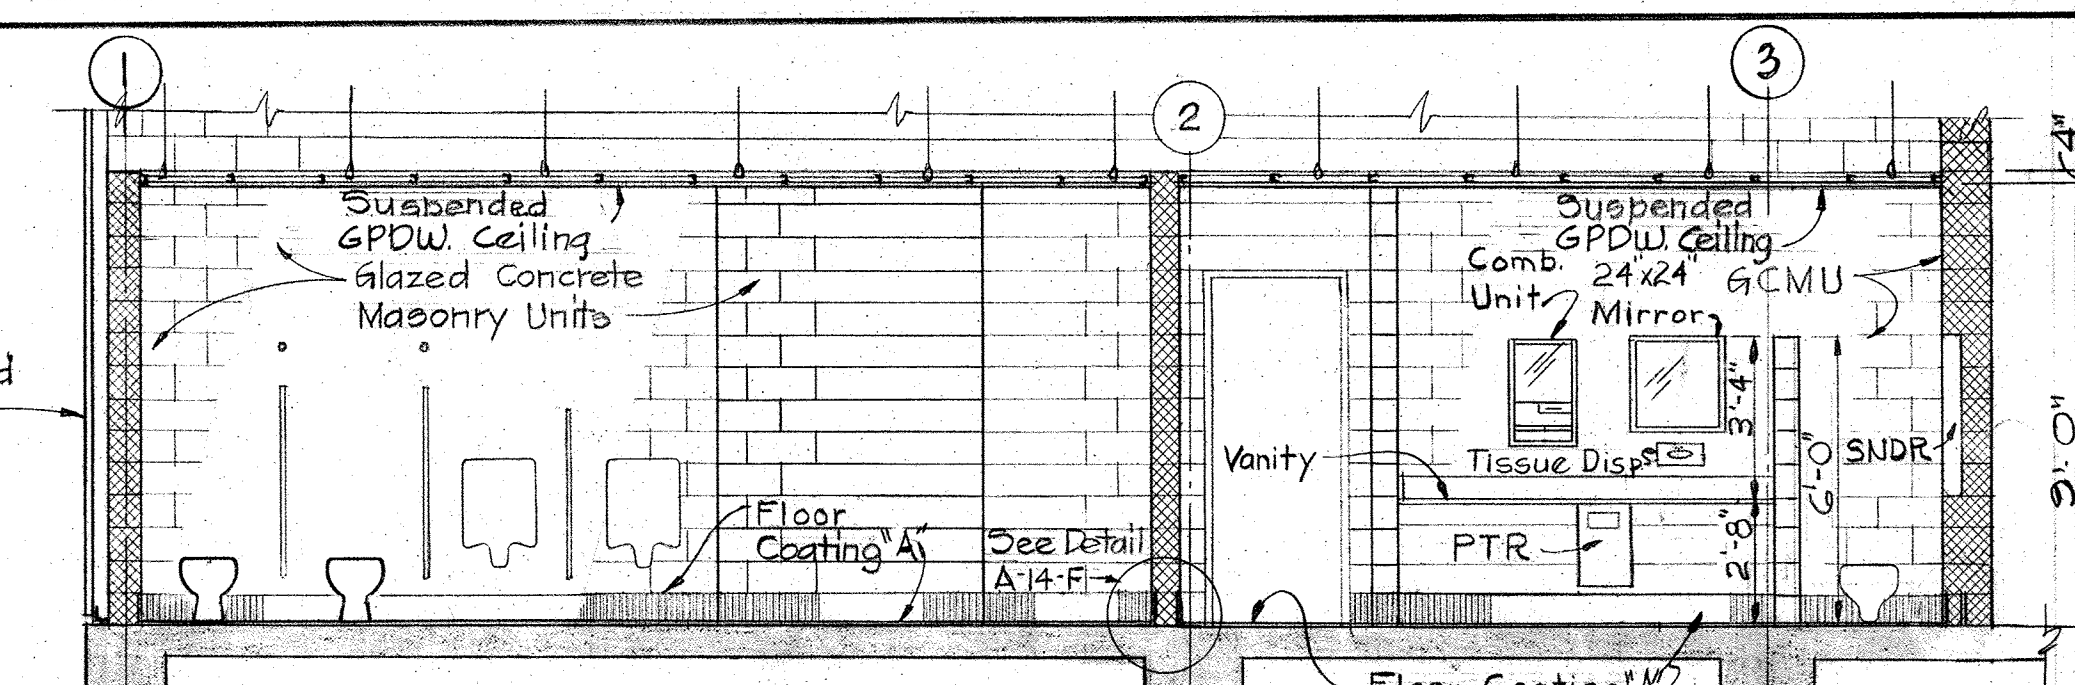 1
2
3
Suspended
GPDW. Ceiling
Glazed Concrete
Masonry Units
Floor
Coating "A"
See Detail
A-14-F
Vanity
Suspended
GPDW. Ceiling
Comb.
Unit
24"x24"
Mirror
GCMU
Tissue Disp.
PTR
SNDR
3'-4"
2'-8"
6'-0"
4"
9'-0"